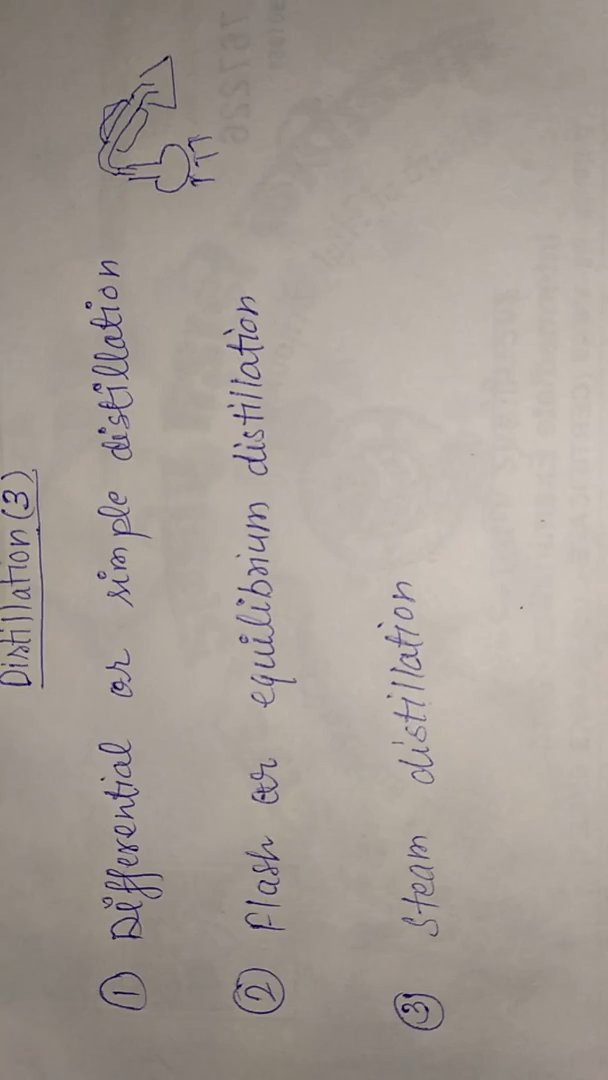 Distillation (3)
① Differential or simple distillation
② Flash or equilibrium distillation
③ Steam distillation